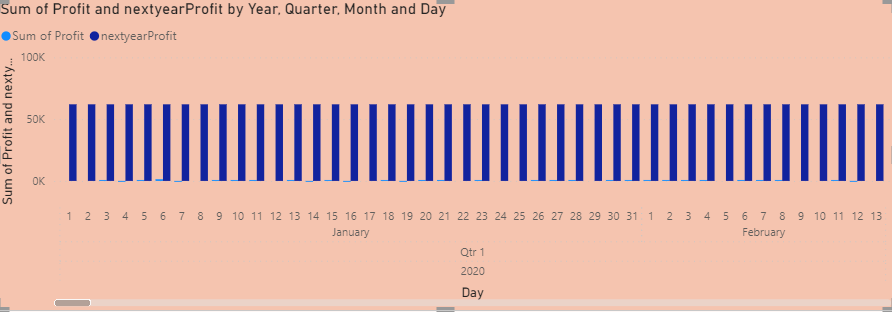 Sum of Profit and nextyearProfit by Year, Quarter, Month and Day
Sum of Profit nextyearProfit
Sum of Profit and nexty...
100K
50K
0K
1 2 3 4 5 6 7 8 9 10 11 12 13 14 15 16 17 18 19 20 21 22 23 24 25 26 27 28 29 30 31 1 2 3 4 5 6 7 8 9 10 11 12 13
January February
Qtr 1
2020
Day